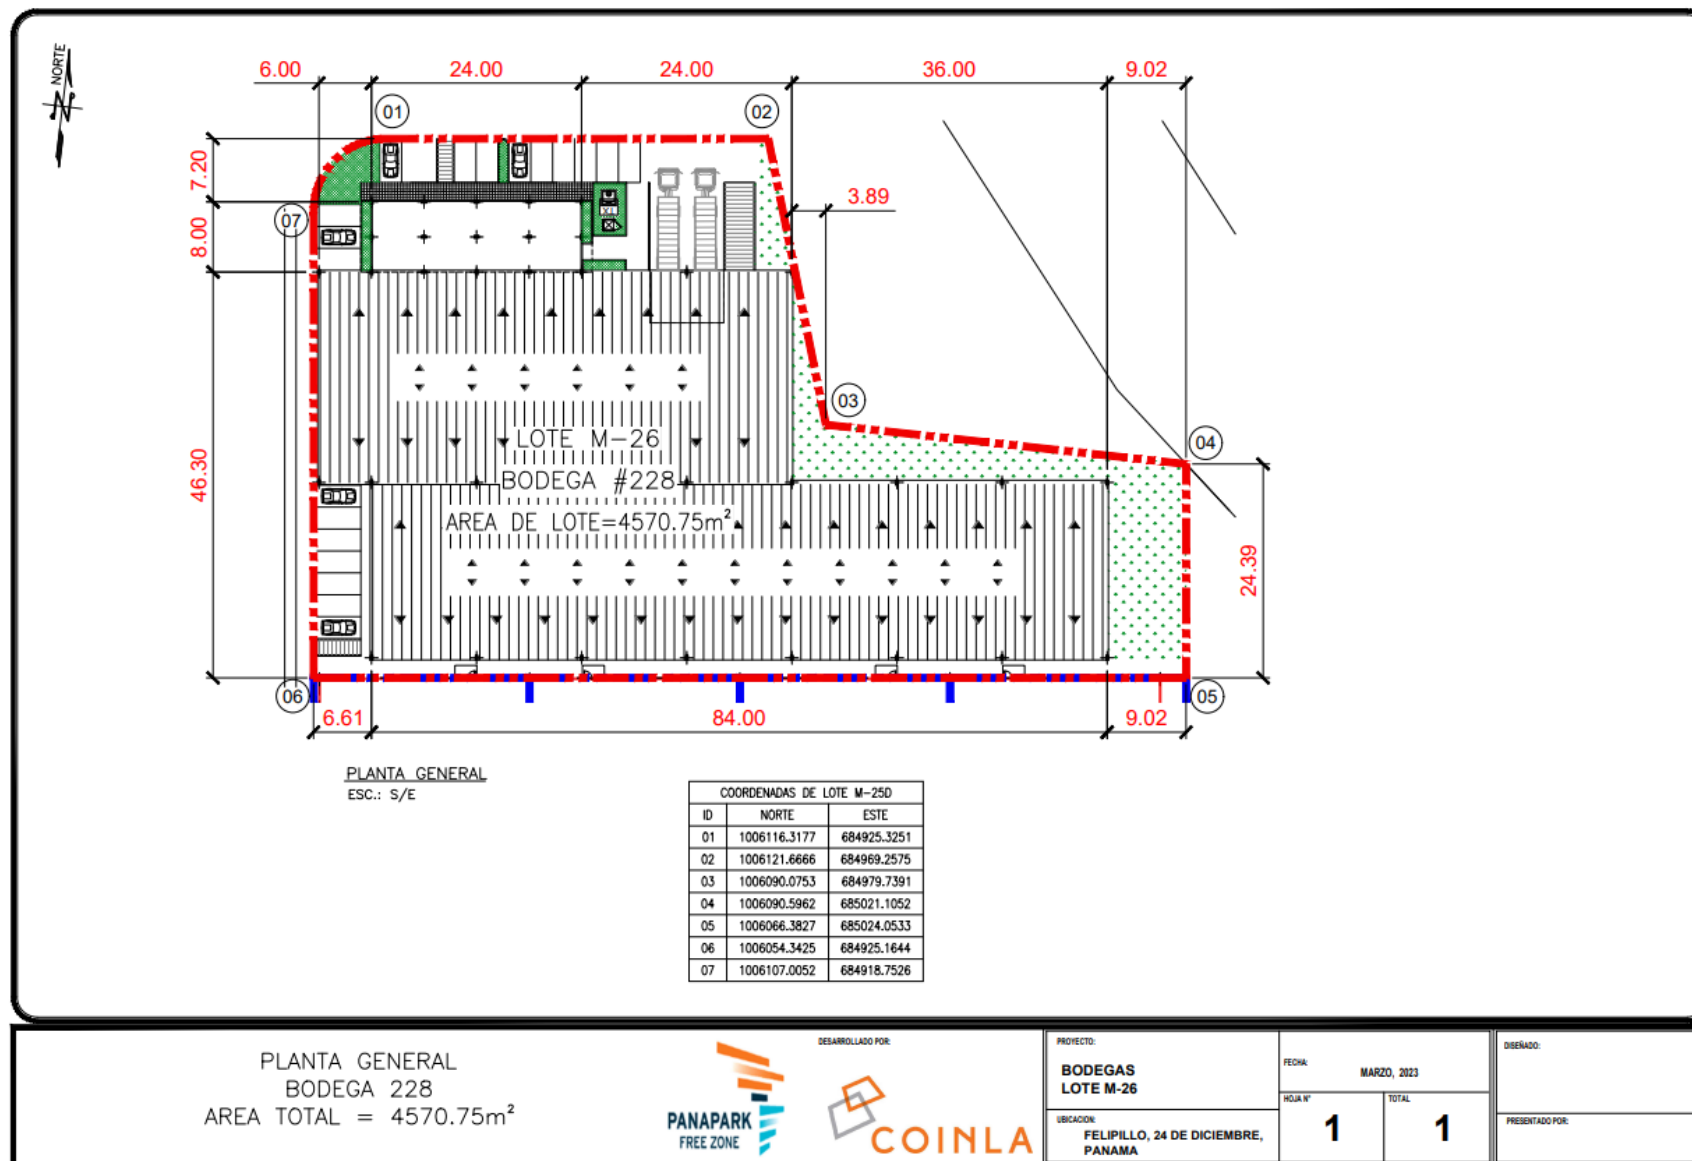 NORTE
6.00 24.00 24.00 36.00 9.02
01 02
7.20
3.89
07
8.00
03
04
LOTE M-26
46.30
BODEGA #228
AREA DE LOTE=4570.75m²
24.39
06 05
6.61 84.00 9.02
PLANTA GENERAL
ESC.: S/E
COORDENADAS DE LOTE M-25D
ID NORTE ESTE
01 1006116.3177 684925.3251
02 1006121.6666 684969.2575
03 1006090.0753 684979.7391
04 1006090.5962 685021.1052
05 1006066.3827 685024.0533
06 1006054.3425 684925.1644
07 1006107.0052 684918.7526
PLANTA GENERAL
BODEGA 228
AREA TOTAL = 4570.75m²
PANAPARK
FREE ZONE
DESARROLLADO POR:
COINLA
PROYECTO:
BODEGAS
LOTE M-26
UBICACION:
FELIPILLO, 24 DE DICIEMBRE,
PANAMA
FECHA:
MARZO, 2023
HOJA N° TOTAL
1 1
DISEÑADO:
PRESENTADO POR: